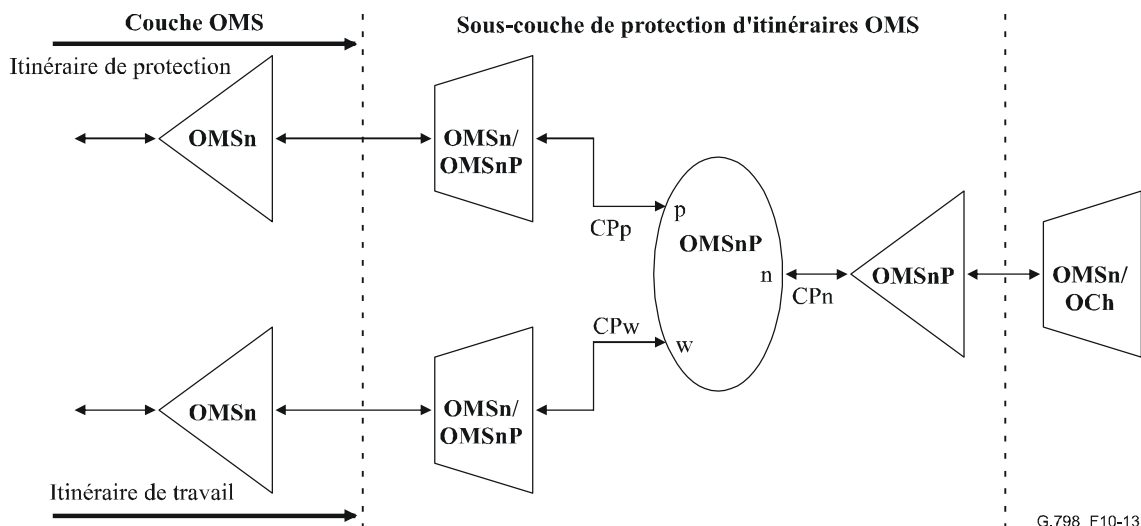 Couche OMS
Sous-couche de protection d'itinéraires OMS
Itinéraire de protection
OMSn
OMSn/
OMSnP
CPp
p
OMSnP
n
CPn
OMSnP
OMSn/
OCh
CPw
w
OMSn
OMSn/
OMSnP
Itinéraire de travail
G.798_F10-13